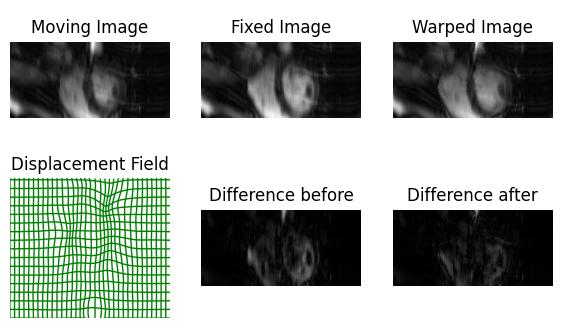 Moving Image
Fixed Image
Warped Image
Displacement Field
Difference before
Difference after